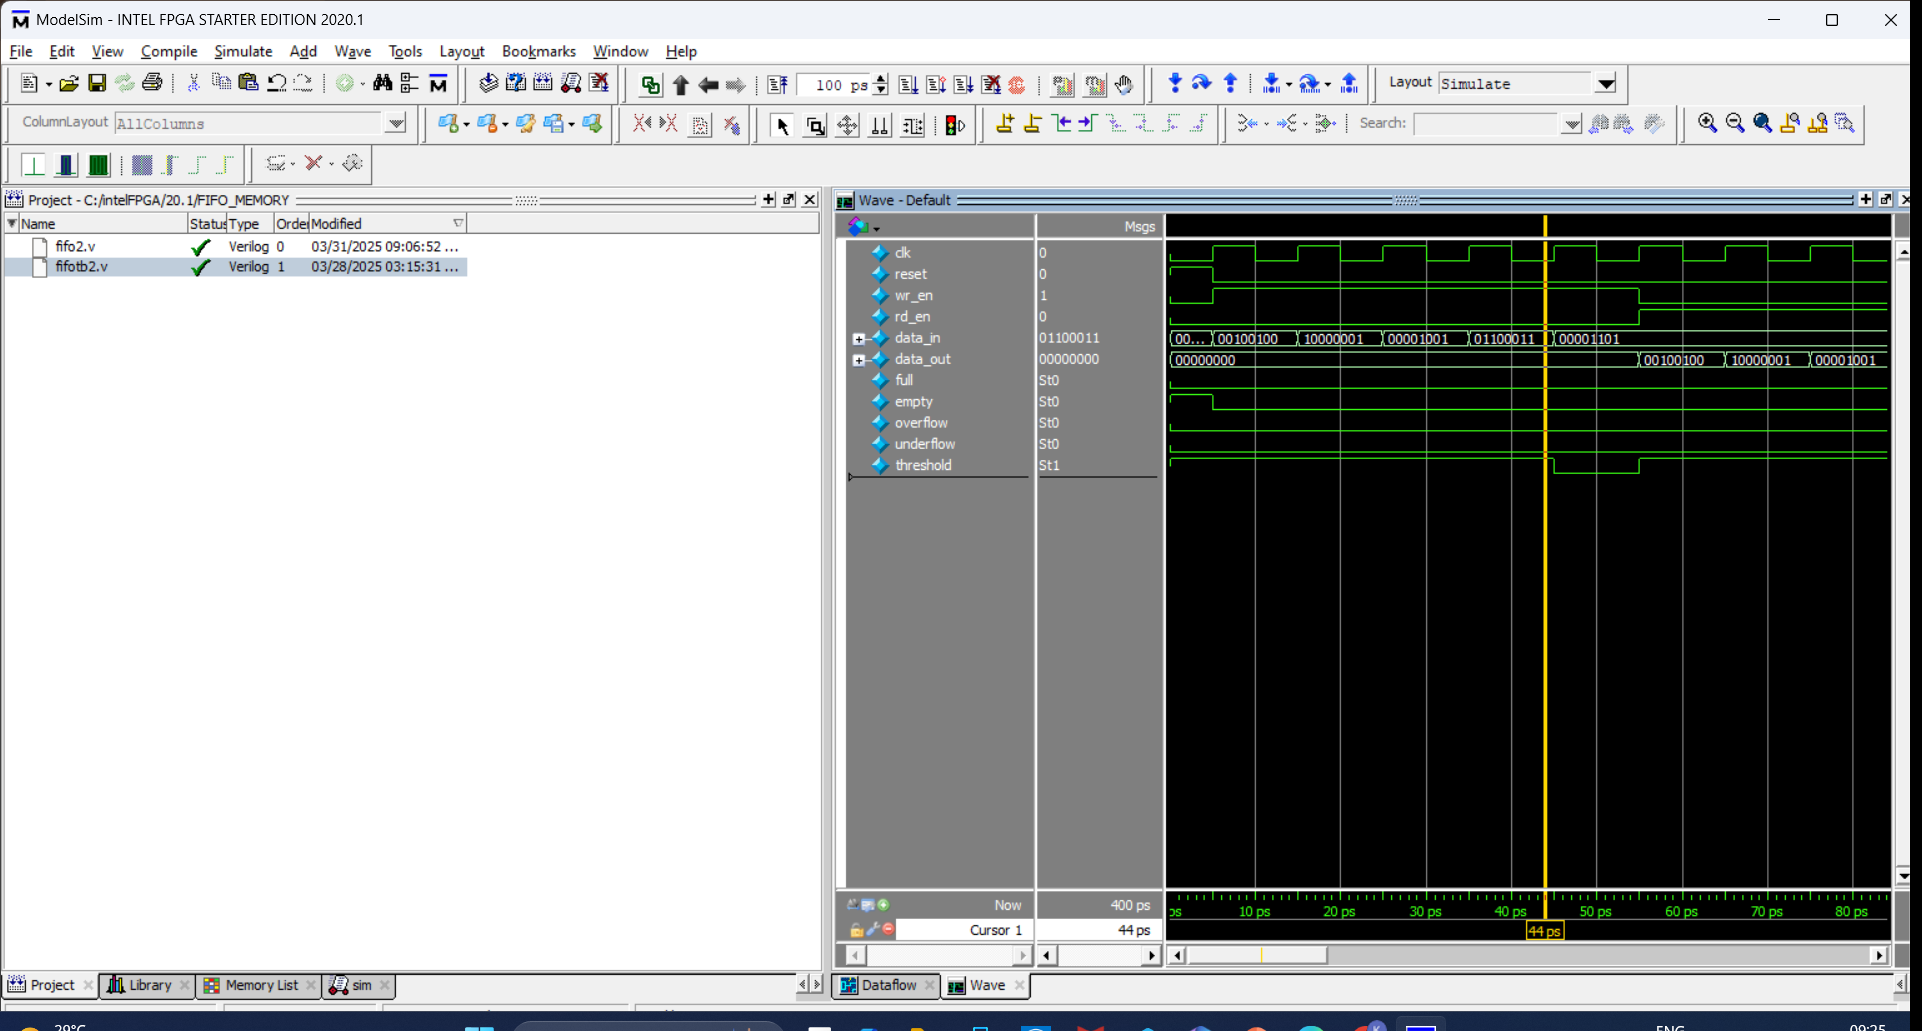 ModelSim - INTEL FPGA STARTER EDITION 2020.1
File Edit View Compile Simulate Add Wave Tools Layout Bookmarks Window Help
100 ps
Layout Simulate
ColumnLayout AllColumns
Search:
Project - C:/intelFPGA/20.1/FIFO_MEMORY
Name Status Type Order Modified
fifo2.v Verilog 0 03/31/2025 09:06:52 ...
fifotb2.v Verilog 1 03/28/2025 03:15:31 ...
Wave - Default
Msgs
clk 0
reset 0
wr_en 1
rd_en 0
data_in 01100011 00... 00100100 10000001 00001001 01100011 00001101
data_out 00000000 00000000 00100100 10000001 00001001
full St0
empty St0
overflow St0
underflow St0
threshold St1
Now 400 ps ps 10 ps 20 ps 30 ps 40 ps 50 ps 60 ps 70 ps 80 ps
Cursor 1 44 ps 44 ps
Project Library Memory List sim
Dataflow Wave
29°C
ENG 09:25